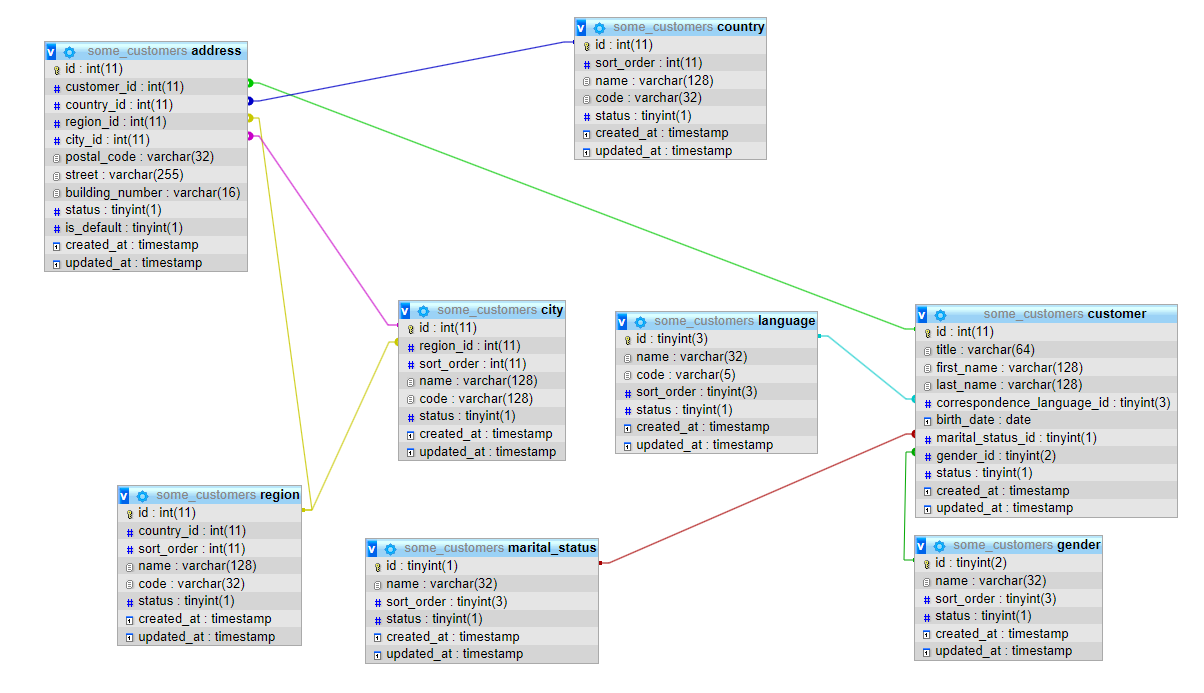 some_customers address
id : int(11)
customer_id : int(11)
country_id : int(11)
region_id : int(11)
city_id : int(11)
postal_code : varchar(32)
street : varchar(255)
building_number : varchar(16)
status : tinyint(1)
is_default : tinyint(1)
created_at : timestamp
updated_at : timestamp
some_customers country
id : int(11)
sort_order : int(11)
name : varchar(128)
code : varchar(32)
status : tinyint(1)
created_at : timestamp
updated_at : timestamp
some_customers city
id : int(11)
region_id : int(11)
sort_order : int(11)
name : varchar(128)
code : varchar(128)
status : tinyint(1)
created_at : timestamp
updated_at : timestamp
some_customers language
id : tinyint(3)
name : varchar(32)
code : varchar(5)
sort_order : tinyint(3)
status : tinyint(1)
created_at : timestamp
updated_at : timestamp
some_customers customer
id : int(11)
title : varchar(64)
first_name : varchar(128)
last_name : varchar(128)
correspondence_language_id : tinyint(3)
birth_date : date
marital_status_id : tinyint(1)
gender_id : tinyint(2)
status : tinyint(1)
created_at : timestamp
updated_at : timestamp
some_customers region
id : int(11)
country_id : int(11)
sort_order : int(11)
name : varchar(128)
code : varchar(32)
status : tinyint(1)
created_at : timestamp
updated_at : timestamp
some_customers marital_status
id : tinyint(1)
name : varchar(32)
sort_order : tinyint(3)
status : tinyint(1)
created_at : timestamp
updated_at : timestamp
some_customers gender
id : tinyint(2)
name : varchar(32)
sort_order : tinyint(3)
status : tinyint(1)
created_at : timestamp
updated_at : timestamp